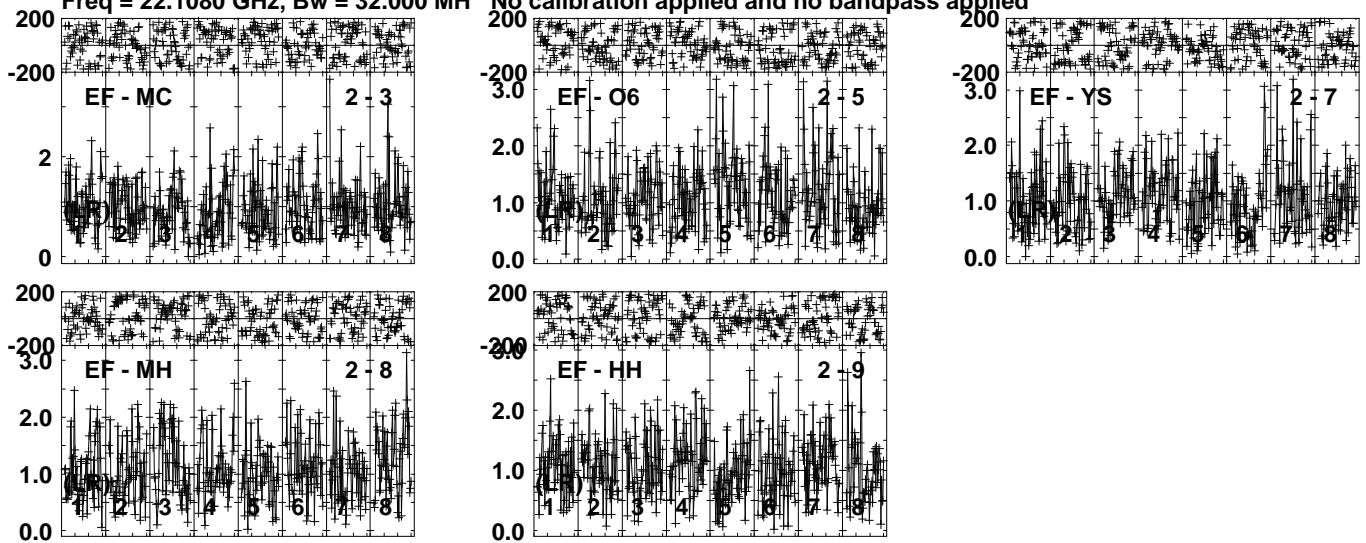 Freq = 22.1080 GHz, Bw = 32.000 MH No calibration applied and no bandpass applied
200 200 200
-200 -200 -200
EF - MC 2 - 3 EF - O6 2 - 5 EF - YS 2 - 7
3.0 3.0
2 2.0 2.0
1.0 1.0
(LR) (LR) (LR)
1 2 3 4 5 6 7 8 1 2 3 4 5 6 7 8 1 2 3 4 5 6 7 8
0 0.0 0.0
200 200
-200 -200
3.0 3.0
EF - MH 2 - 8 EF - HH 2 - 9
2.0 2.0
1.0 1.0
(LR) (LR)
1 2 3 4 5 6 7 8 1 2 3 4 5 6 7 8
0.0 0.0